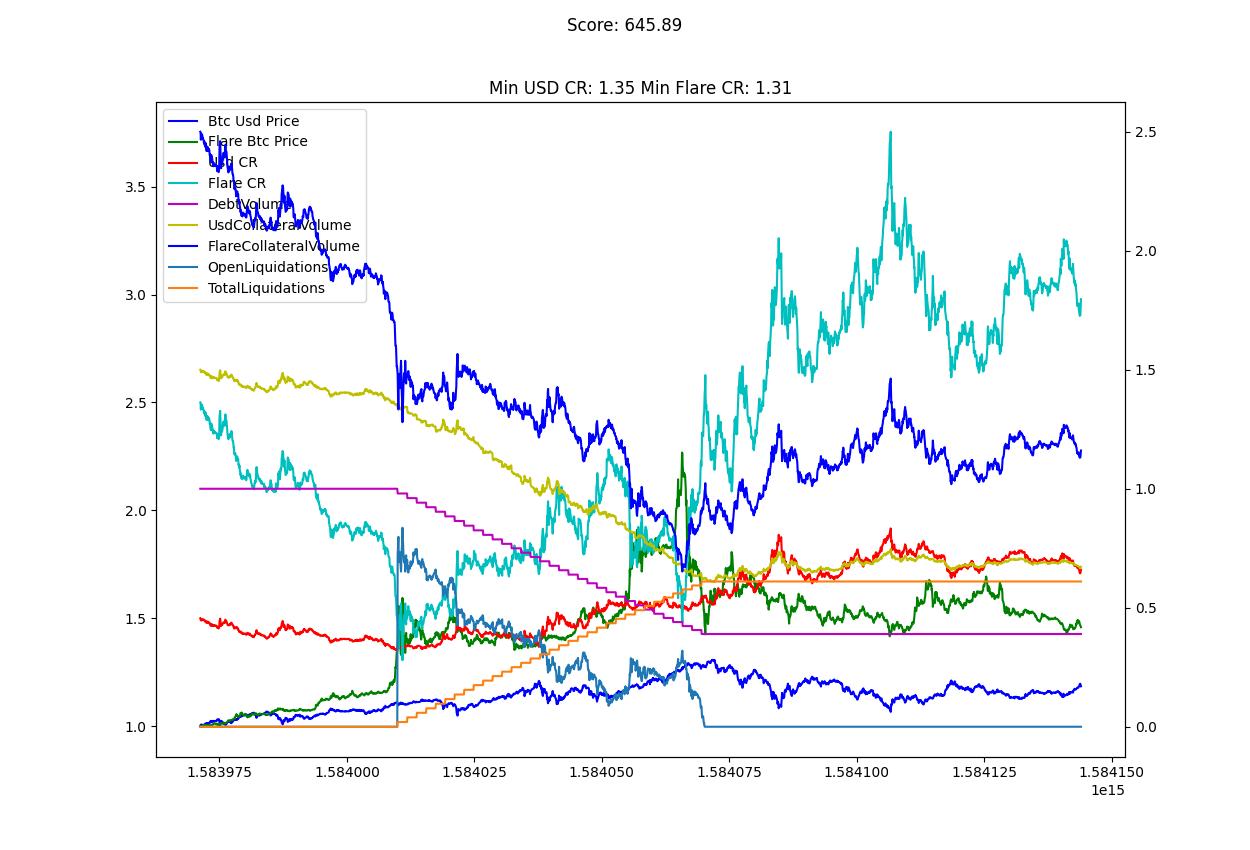 Score: 645.89
Min USD CR: 1.35 Min Flare CR: 1.31
Btc Usd Price
Flare Btc Price
Usd CR
Flare CR
DebtVolume
UsdCollateralVolume
FlareCollateralVolume
OpenLiquidations
TotalLiquidations
3.5
3.0
2.5
2.0
1.5
1.0
2.5
2.0
1.5
1.0
0.5
0.0
1.583975 1.584000 1.584025 1.584050 1.584075 1.584100 1.584125 1.584150
1e15